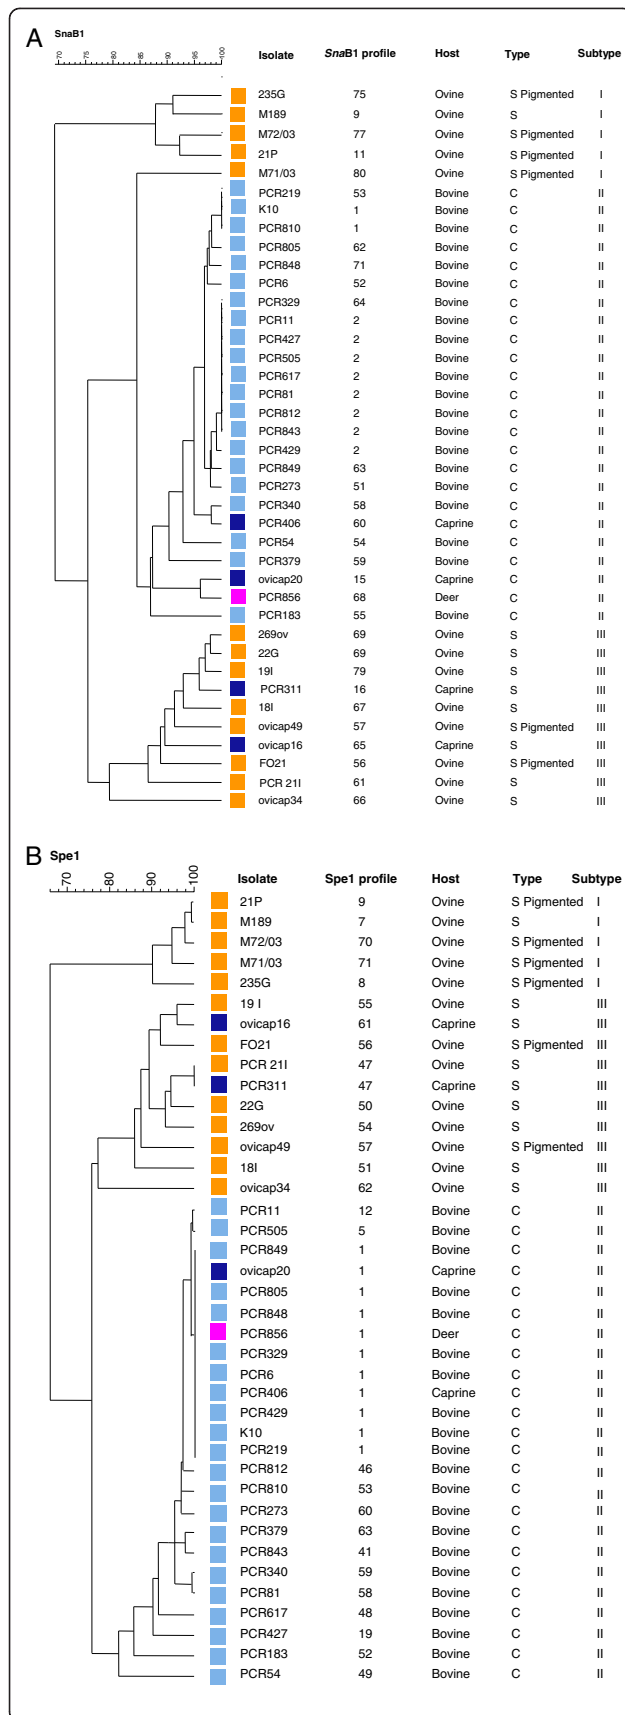 A SnaB1
70 80 90 100
Isolate SnaB1 profile Host Type Subtype
235G 75 Ovine S Pigmented I
M189 9 Ovine S I
M72/03 77 Ovine S Pigmented I
21P 11 Ovine S Pigmented I
M71/03 80 Ovine S Pigmented I
PCR219 53 Bovine C II
K10 1 Bovine C II
PCR810 1 Bovine C II
PCR805 62 Bovine C II
PCR848 71 Bovine C II
PCR6 52 Bovine C II
PCR329 64 Bovine C II
PCR11 2 Bovine C II
PCR427 2 Bovine C II
PCR505 2 Bovine C II
PCR617 2 Bovine C II
PCR81 2 Bovine C II
PCR812 2 Bovine C II
PCR843 2 Bovine C II
PCR429 2 Bovine C II
PCR849 63 Bovine C II
PCR273 51 Bovine C II
PCR340 58 Bovine C II
PCR406 60 Caprine C II
PCR54 54 Bovine C II
PCR379 59 Bovine C II
ovicap20 15 Caprine C II
PCR856 68 Deer C II
PCR183 55 Bovine C II
269ov 69 Ovine S III
22G 69 Ovine S III
19I 79 Ovine S III
PCR311 16 Caprine S III
18I 67 Ovine S III
ovicap49 57 Ovine S Pigmented III
ovicap16 65 Caprine S III
FO21 56 Ovine S Pigmented III
PCR 21I 61 Ovine S III
ovicap34 66 Ovine S III
B Spe1
70 80 90 100
Isolate Spe1 profile Host Type Subtype
21P 9 Ovine S Pigmented I
M189 7 Ovine S I
M72/03 70 Ovine S Pigmented I
M71/03 71 Ovine S Pigmented I
235G 8 Ovine S Pigmented I
19 I 55 Ovine S III
ovicap16 61 Caprine S III
FO21 56 Ovine S Pigmented III
PCR 21I 47 Ovine S III
PCR311 47 Caprine S III
22G 50 Ovine S III
269ov 54 Ovine S III
ovicap49 57 Ovine S Pigmented III
18I 51 Ovine S III
ovicap34 62 Ovine S III
PCR11 12 Bovine C II
PCR505 5 Bovine C II
PCR849 1 Bovine C II
ovicap20 1 Caprine C II
PCR805 1 Bovine C II
PCR848 1 Bovine C II
PCR856 1 Deer C II
PCR329 1 Bovine C II
PCR6 1 Bovine C II
PCR406 1 Caprine C II
PCR429 1 Bovine C II
K10 1 Bovine C II
PCR219 1 Bovine C II
PCR812 46 Bovine C II
PCR810 53 Bovine C II
PCR273 60 Bovine C II
PCR379 63 Bovine C II
PCR843 41 Bovine C II
PCR340 59 Bovine C II
PCR81 58 Bovine C II
PCR617 48 Bovine C II
PCR427 19 Bovine C II
PCR183 52 Bovine C II
PCR54 49 Bovine C II